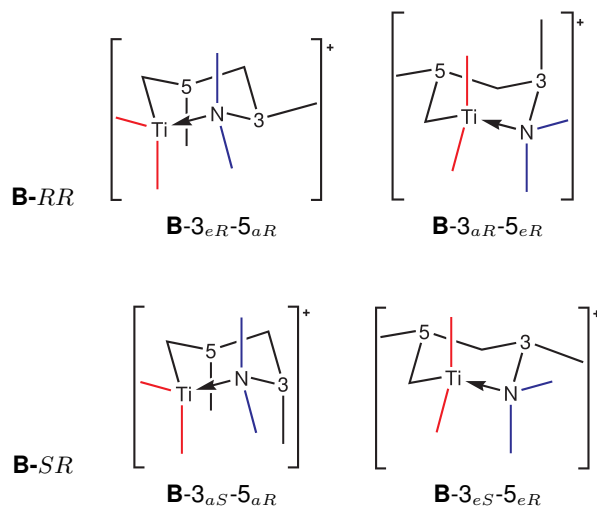 + +
5 5 3
Ti N 3 Ti N
B-RR
B-3eR-5aR B-3aR-5eR
+ +
5 5 3
Ti N 3 Ti N
B-SR
B-3aS-5aR B-3eS-5eR